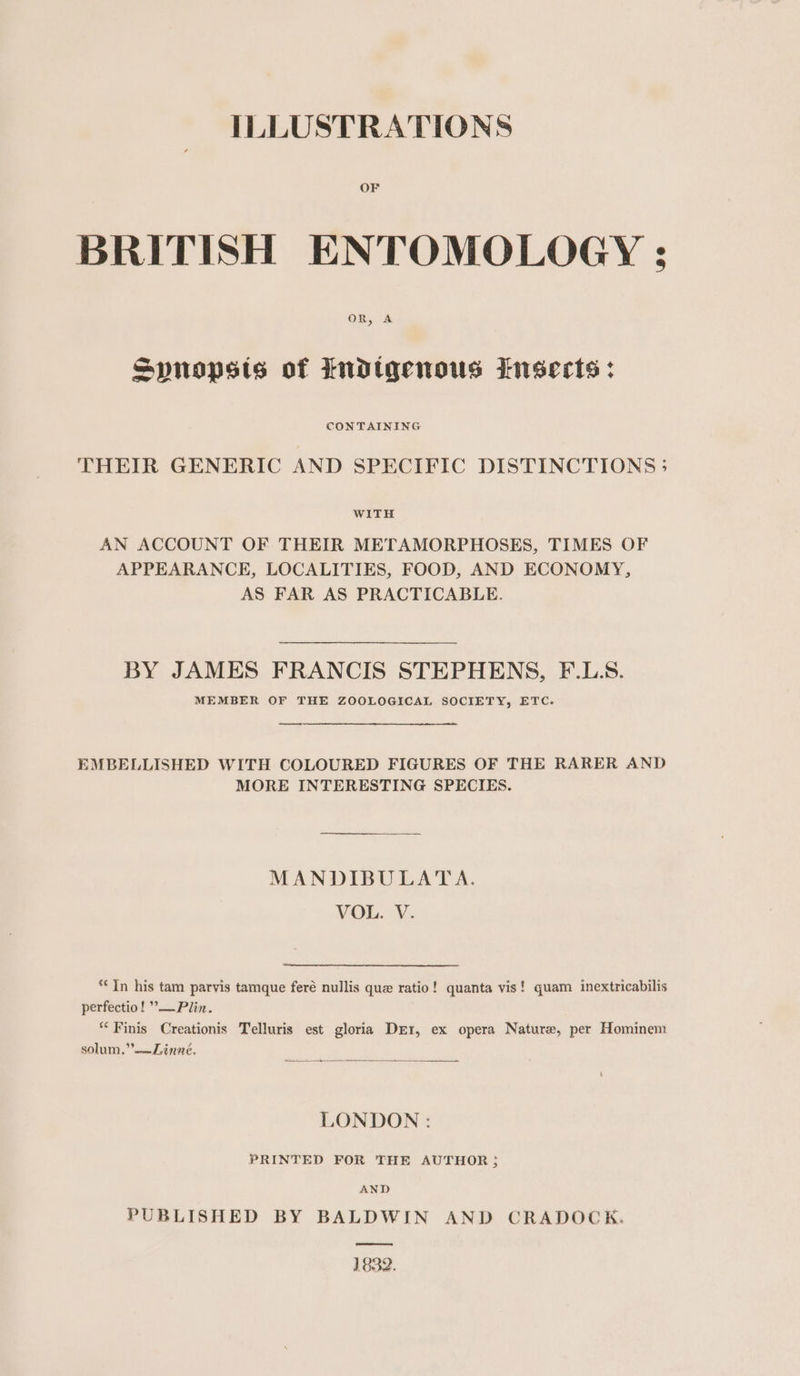 ILLUSTRATIONS
OF
BRITISH ENTOMOLOGY;
OR, A
Synopsis of Indigenous Insects:
CONTAINING
THEIR GENERIC AND SPECIFIC DISTINCTIONS;
WITH
AN ACCOUNT OF THEIR METAMORPHOSES, TIMES OF
APPEARANCE, LOCALITIES, FOOD, AND ECONOMY,
AS FAR AS PRACTICABLE.
BY JAMES FRANCIS STEPHENS, F.L.S.
MEMBER OF THE ZOOLOGICAL SOCIETY, ETC.
EMBELLISHED WITH COLOURED FIGURES OF THE RARER AND
MORE INTERESTING SPECIES.
MANDIBULATA.
VOL. V.
“In his tam parvis tamque ferè nullis quæ ratio! quanta vis! quam inextricabilis
perfectio!”—Plin.
“Finis Creationis Telluris est gloria DEI, ex opera Naturæ, per Hominem
solum.”—Linné.
LONDON:
PRINTED FOR THE AUTHOR;
AND
PUBLISHED BY BALDWIN AND CRADOCK.
1832.